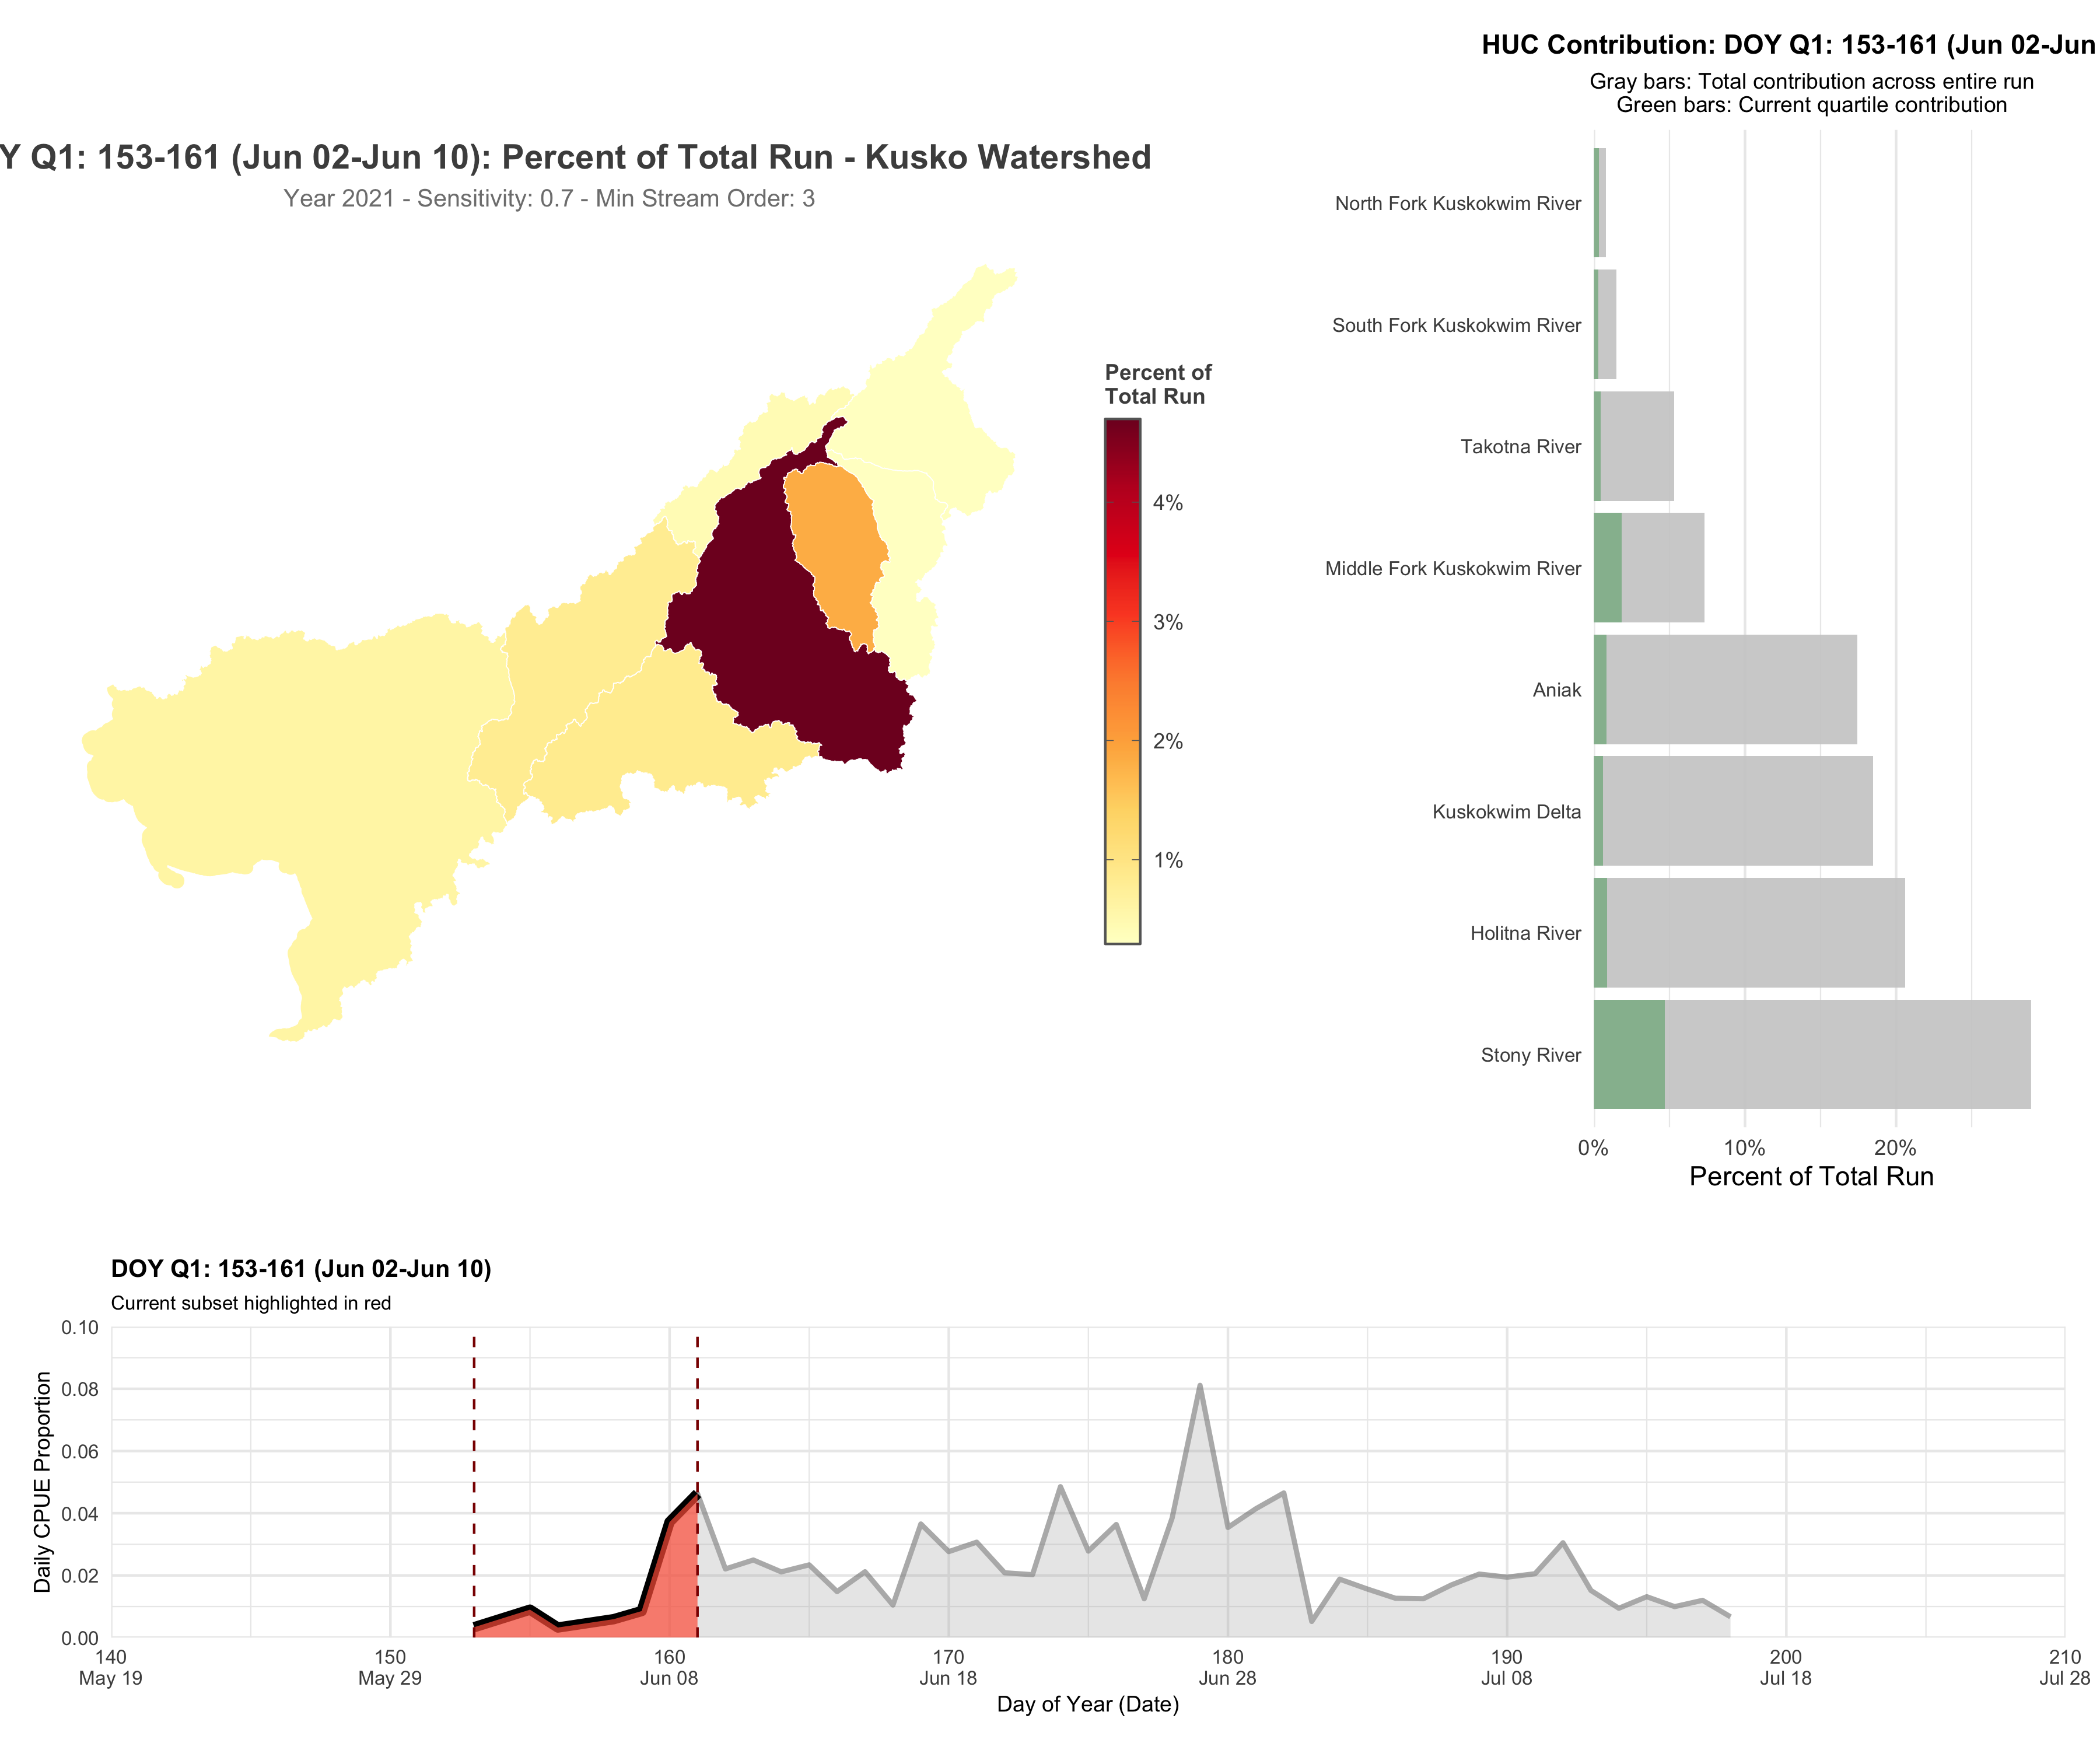 HUC Contribution: DOY Q1: 153-161 (Jun 02-Jun
Gray bars: Total contribution across entire run
Green bars: Current quartile contribution
Y Q1: 153-161 (Jun 02-Jun 10): Percent of Total Run - Kusko Watershed
Year 2021 - Sensitivity: 0.7 - Min Stream Order: 3
Percent of
Total Run
4%
3%
2%
1%
North Fork Kuskokwim River
South Fork Kuskokwim River
Takotna River
Middle Fork Kuskokwim River
Aniak
Kuskokwim Delta
Holitna River
Stony River
0% 10% 20%
Percent of Total Run
DOY Q1: 153-161 (Jun 02-Jun 10)
Current subset highlighted in red
Daily CPUE Proportion
0.10
0.08
0.06
0.04
0.02
0.00
140 150 160 170 180 190 200 210
May 19 May 29 Jun 08 Jun 18 Jun 28 Jul 08 Jul 18 Jul 28
Day of Year (Date)